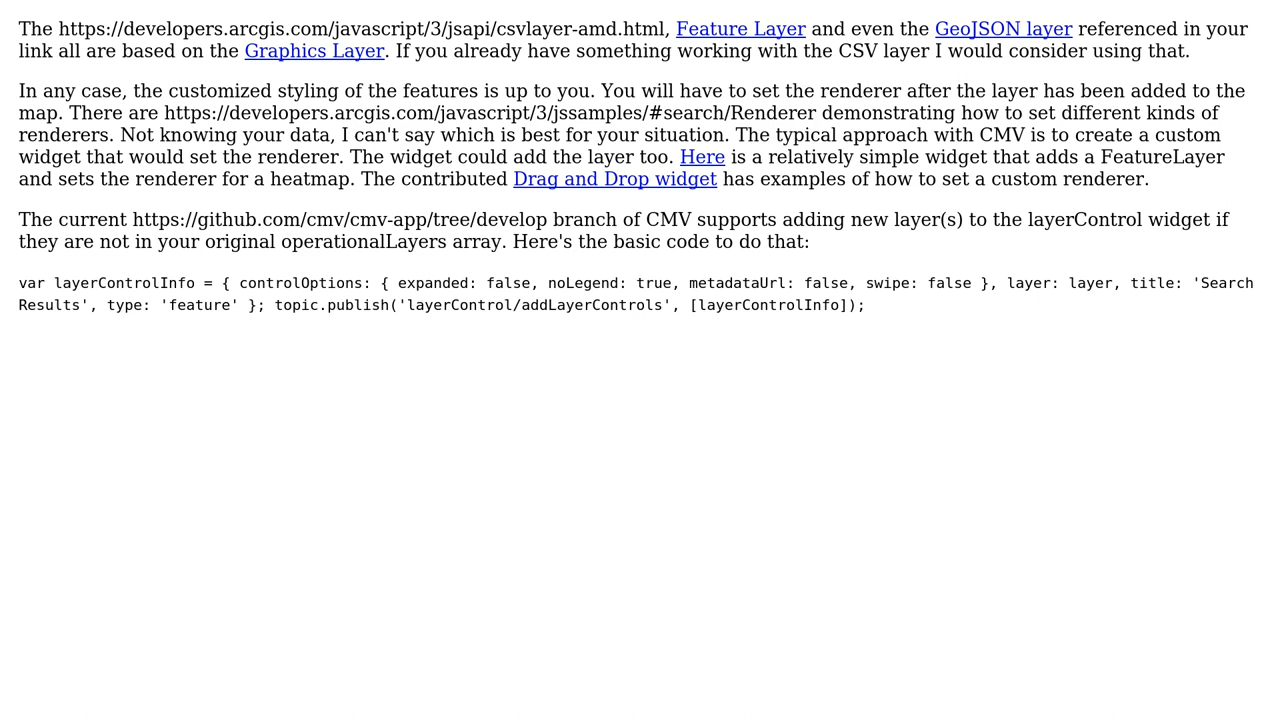 The https://developers.arcgis.com/javascript/3/jsapi/csvlayer-amd.html, Feature Layer and even the GeoJSON layer referenced in your
link all are based on the Graphics Layer. If you already have something working with the CSV layer I would consider using that.
In any case, the customized styling of the features is up to you. You will have to set the renderer after the layer has been added to the
map. There are https://developers.arcgis.com/javascript/3/jssamples/#search/Renderer demonstrating how to set different kinds of
renderers. Not knowing your data, I can't say which is best for your situation. The typical approach with CMV is to create a custom
widget that would set the renderer. The widget could add the layer too. Here is a relatively simple widget that adds a FeatureLayer
and sets the renderer for a heatmap. The contributed Drag and Drop widget has examples of how to set a custom renderer.
The current https://github.com/cmv/cmv-app/tree/develop branch of CMV supports adding new layer(s) to the layerControl widget if
they are not in your original operationalLayers array. Here's the basic code to do that:
var layerControlInfo = { controlOptions: { expanded: false, noLegend: true, metadataUrl: false, swipe: false }, layer: layer, title: 'Search
Results', type: 'feature' }; topic.publish('layerControl/addLayerControls', [layerControlInfo]);